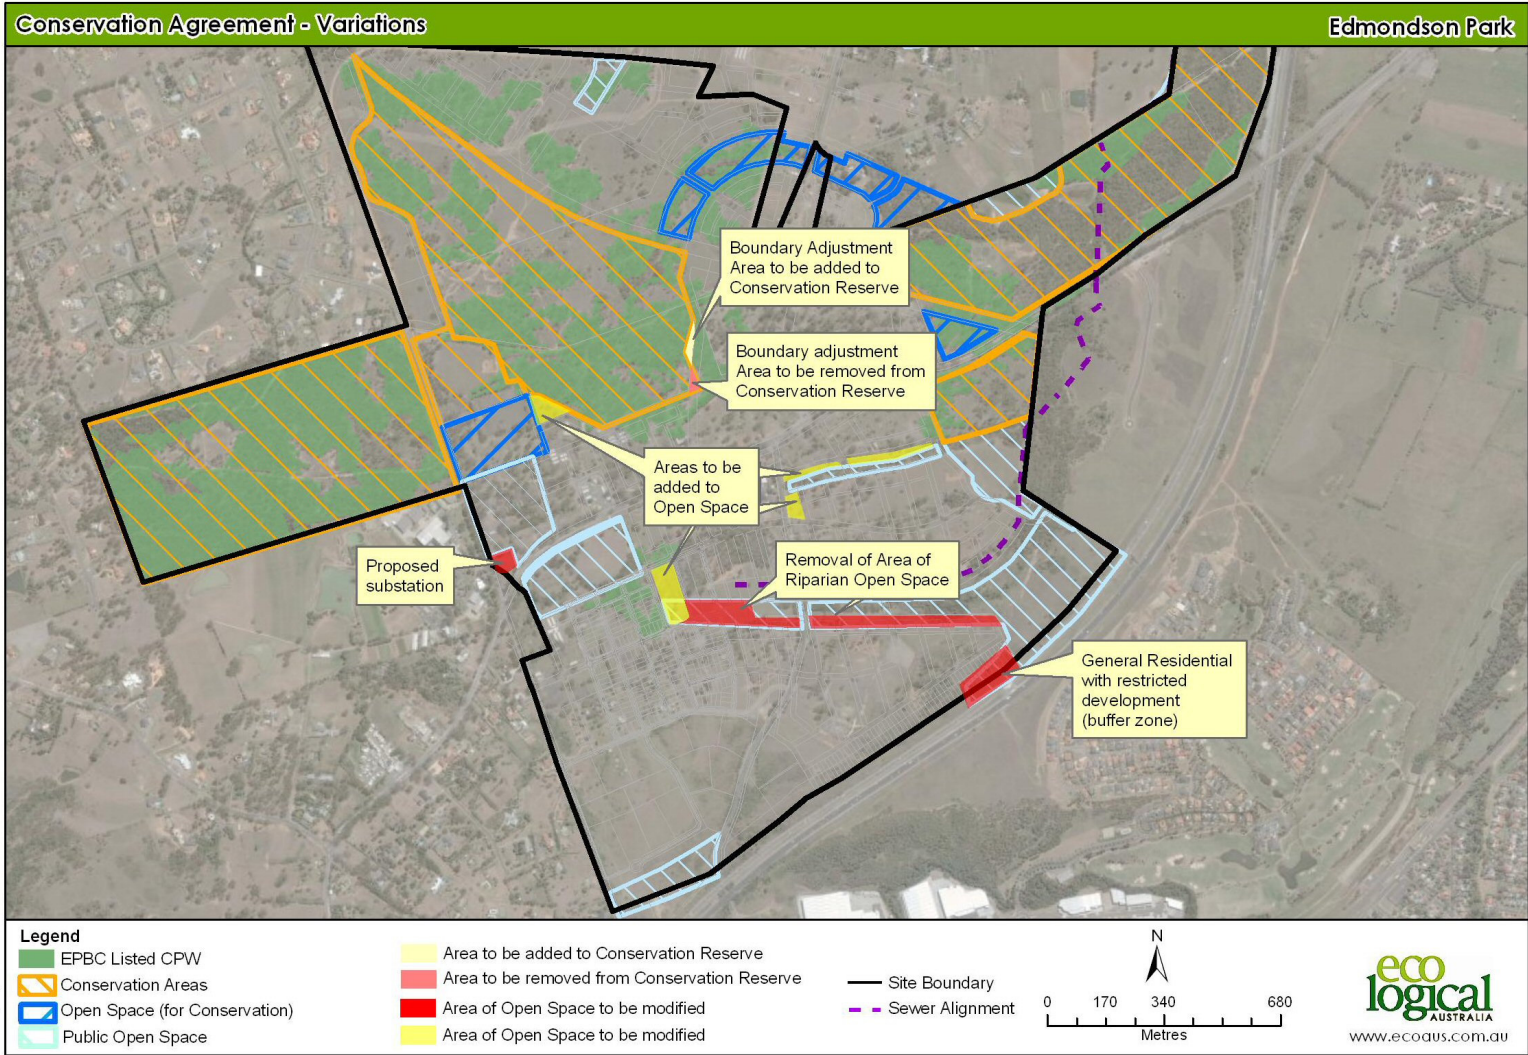 Conservation Agreement - Variations
Edmondson Park
Boundary Adjustment
Area to be added to
Conservation Reserve
Boundary adjustment
Area to be removed from
Conservation Reserve
Areas to be
added to
Open Space
Proposed
substation
Removal of Area of
Riparian Open Space
General Residential
with restricted
development
(buffer zone)
Legend
EPBC Listed CPW
Conservation Areas
Open Space (for Conservation)
Public Open Space
Area to be added to Conservation Reserve
Area to be removed from Conservation Reserve
Area of Open Space to be modified
Area of Open Space to be modified
Site Boundary
Sewer Alignment
N
0 170 340 680
Metres
eco
logical
AUSTRALIA
www.ecoaus.com.au